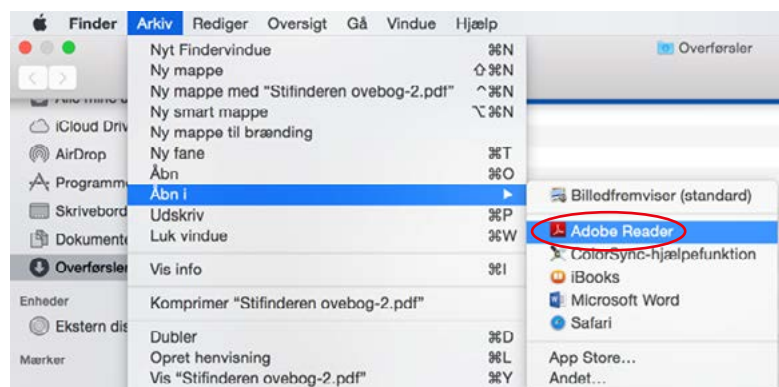 Finder Arkiv Rediger Oversigt Gå Vindue Hjælp
Overførsler
iCloud Driv
AirDrop
Programme
Skrivebord
Dokumente
Overførsler
Enheder
Ekstern dis
Mærker
Nyt Findervindue ⌘N
Ny mappe ⇧⌘N
Ny mappe med "Stifinderen ovebog-2.pdf" ^⌘N
Ny smart mappe ⌥⌘N
Ny mappe til brænding
Ny fane ⌘T
Åbn ⌘O
Åbn i
Udskriv ⌘P
Luk vindue ⌘W
Vis info ⌘I
Komprimer "Stifinderen ovebog-2.pdf"
Dubler ⌘D
Opret henvisning ⌘L
Vis "Stifinderen ovebog-2.pdf" ⌘Y
Billedfremviser (standard)
Adobe Reader
ColorSync-hjælpefunktion
iBooks
Microsoft Word
Safari
App Store...
Andet...